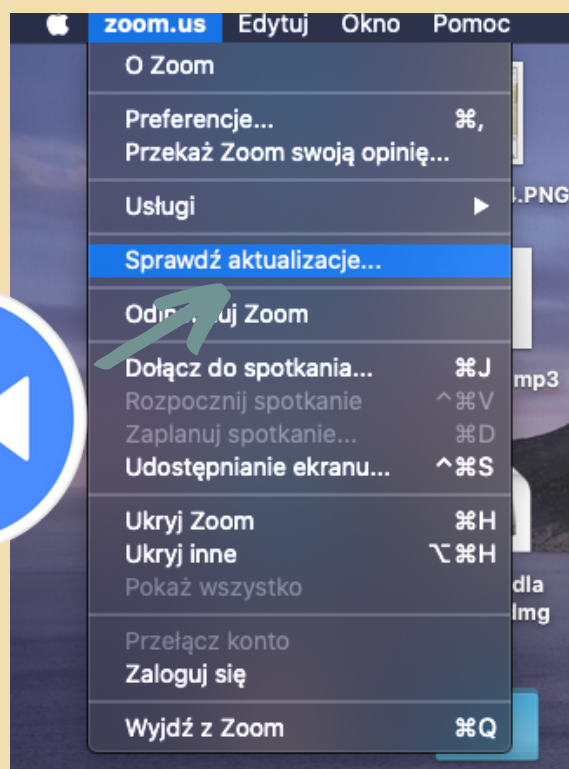 zoom.us Edytuj Okno Pomoc
O Zoom
Preferencje... ⌘,
Przekaż Zoom swoją opinię...
Usługi ▶
Sprawdź aktualizacje...
Zoom
Dołącz do spotkania... ⌘J
Rozpocznij spotkanie ^⌘V
Zaplanuj spotkanie... ⌘D
Udostępnianie ekranu... ^⌘S
Ukryj Zoom ⌘H
Ukryj inne ⌥⌘H
Pokaż wszystko
Przełącz konto
Zaloguj się
Wyjdź z Zoom ⌘Q
.PNG
mp3
dla
dmg